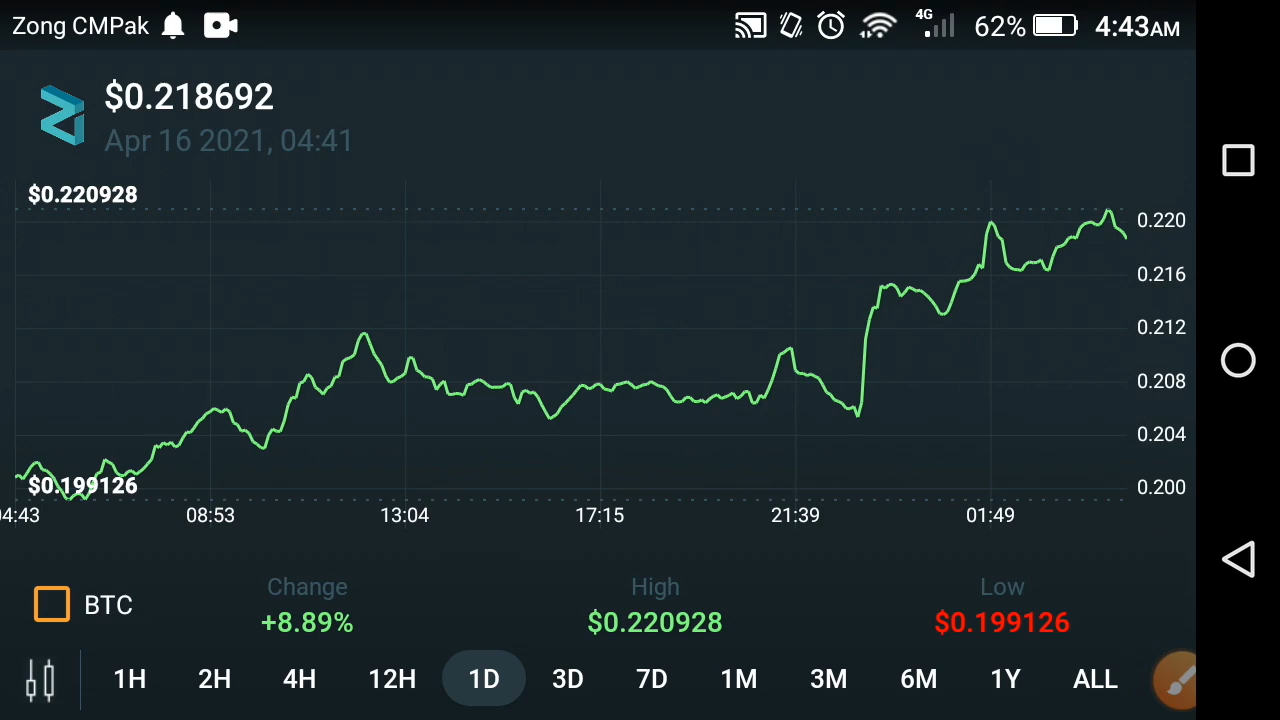 Zong CMPak 4G 62% 4:43AM
$0.218692
Apr 16 2021, 04:41
$0.220928
0.220
0.216
0.212
0.208
0.204
$0.199126 0.200
04:43 08:53 13:04 17:15 21:39 01:49
Change High Low
BTC +8.89% $0.220928 $0.199126
1H 2H 4H 12H 1D 3D 7D 1M 3M 6M 1Y ALL